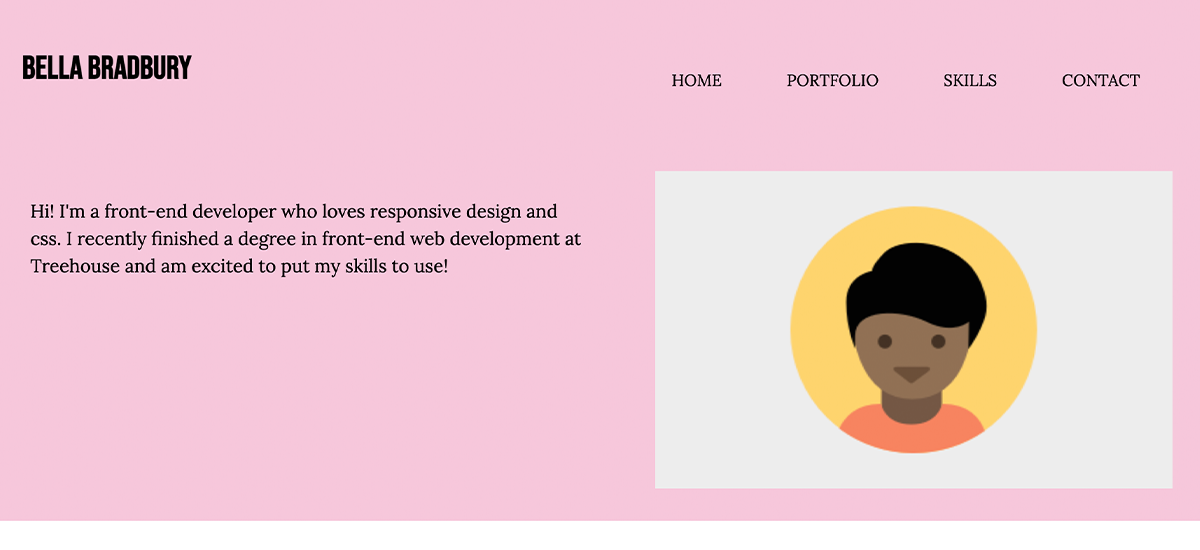 BELLA BRADBURY
HOME PORTFOLIO SKILLS CONTACT
Hi! I'm a front-end developer who loves responsive design and
css. I recently finished a degree in front-end web development at
Treehouse and am excited to put my skills to use!